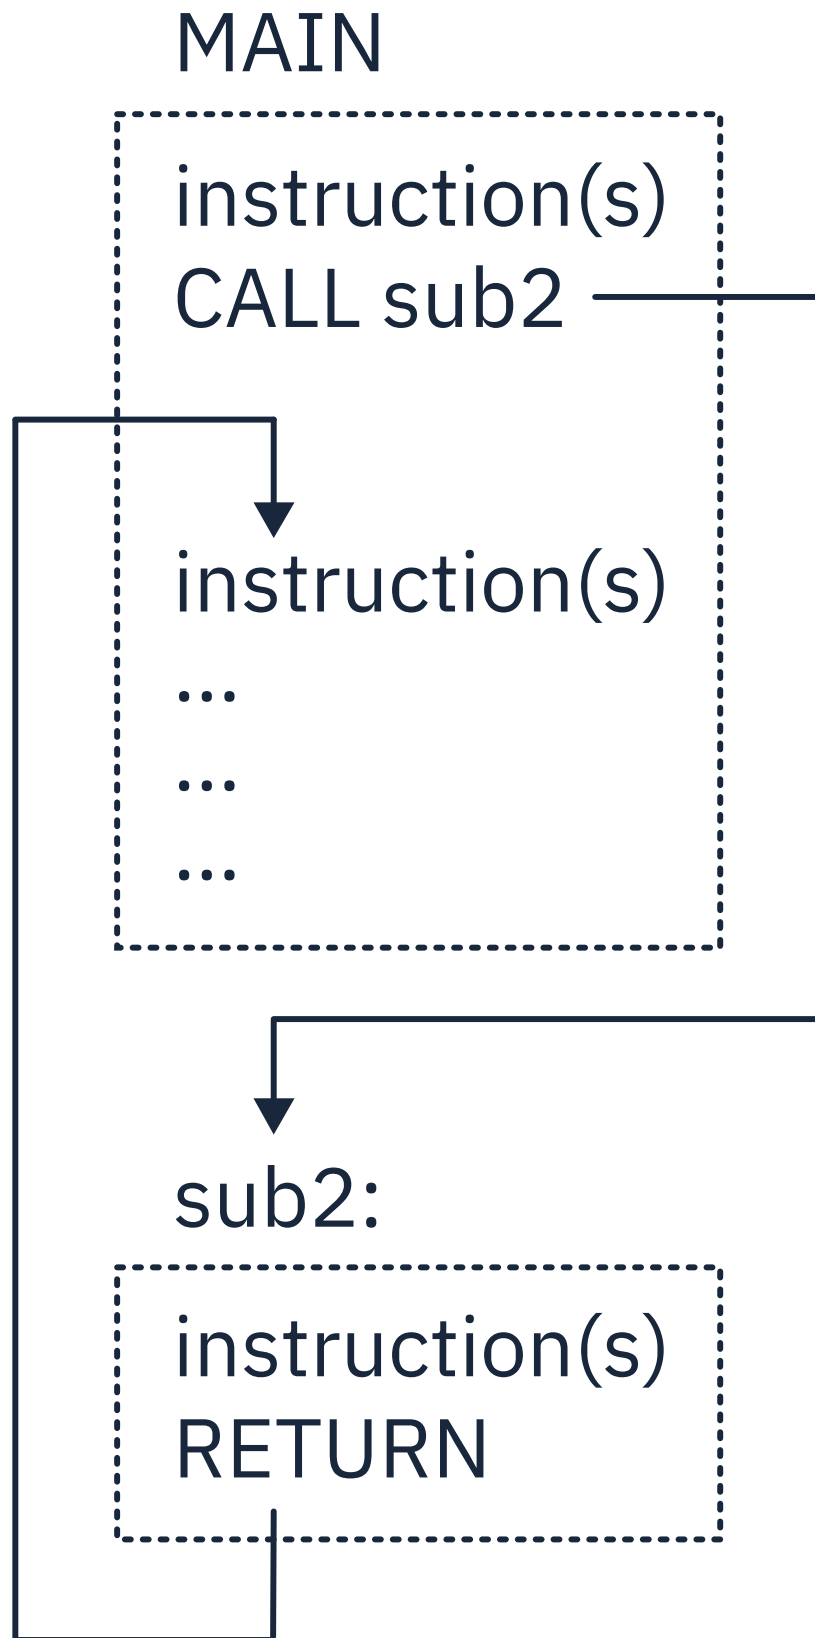 MAIN
instruction(s)
CALL sub2
instruction(s)
...
...
...
sub2:
instruction(s)
RETURN